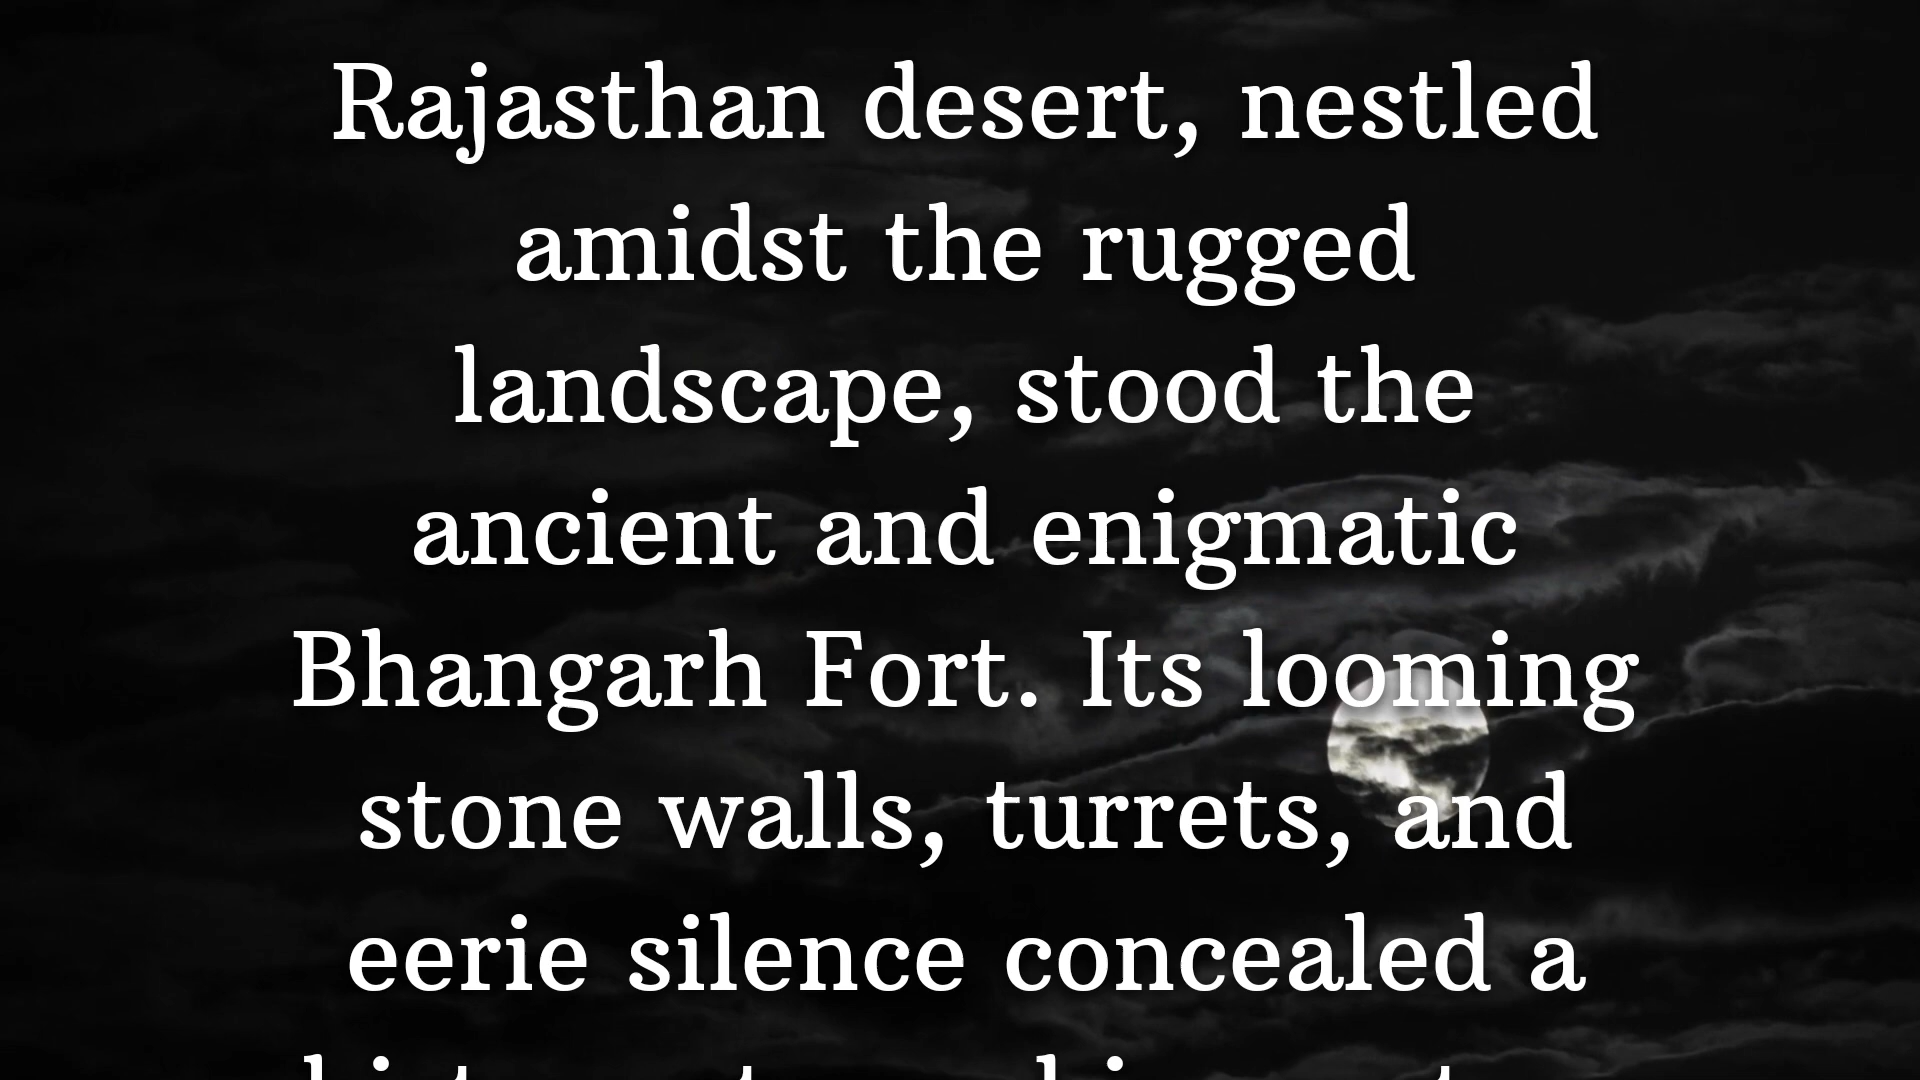 Rajasthan desert, nestled
amidst the rugged
landscape, stood the
ancient and enigmatic
Bhangarh Fort. Its looming
stone walls, turrets, and
eerie silence concealed a